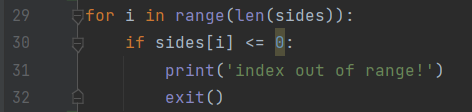 29 for i in range(len(sides)):
30     if sides[i] <= 0:
31         print('index out of range!')
32         exit()